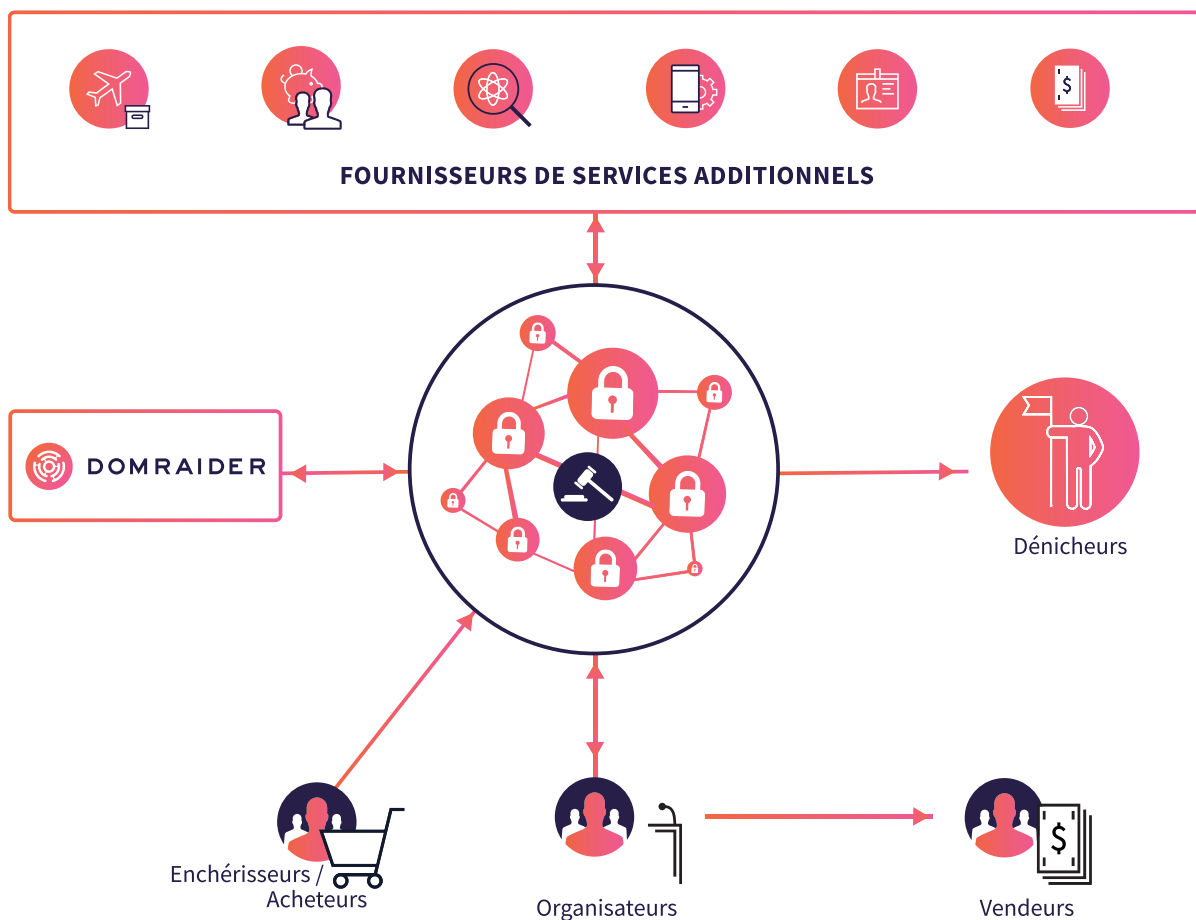 $
FOURNISSEURS DE SERVICES ADDITIONNELS
DOMRAIDER
Dénicheurs
Enchérisseurs /
Acheteurs
Organisateurs
$
Vendeurs